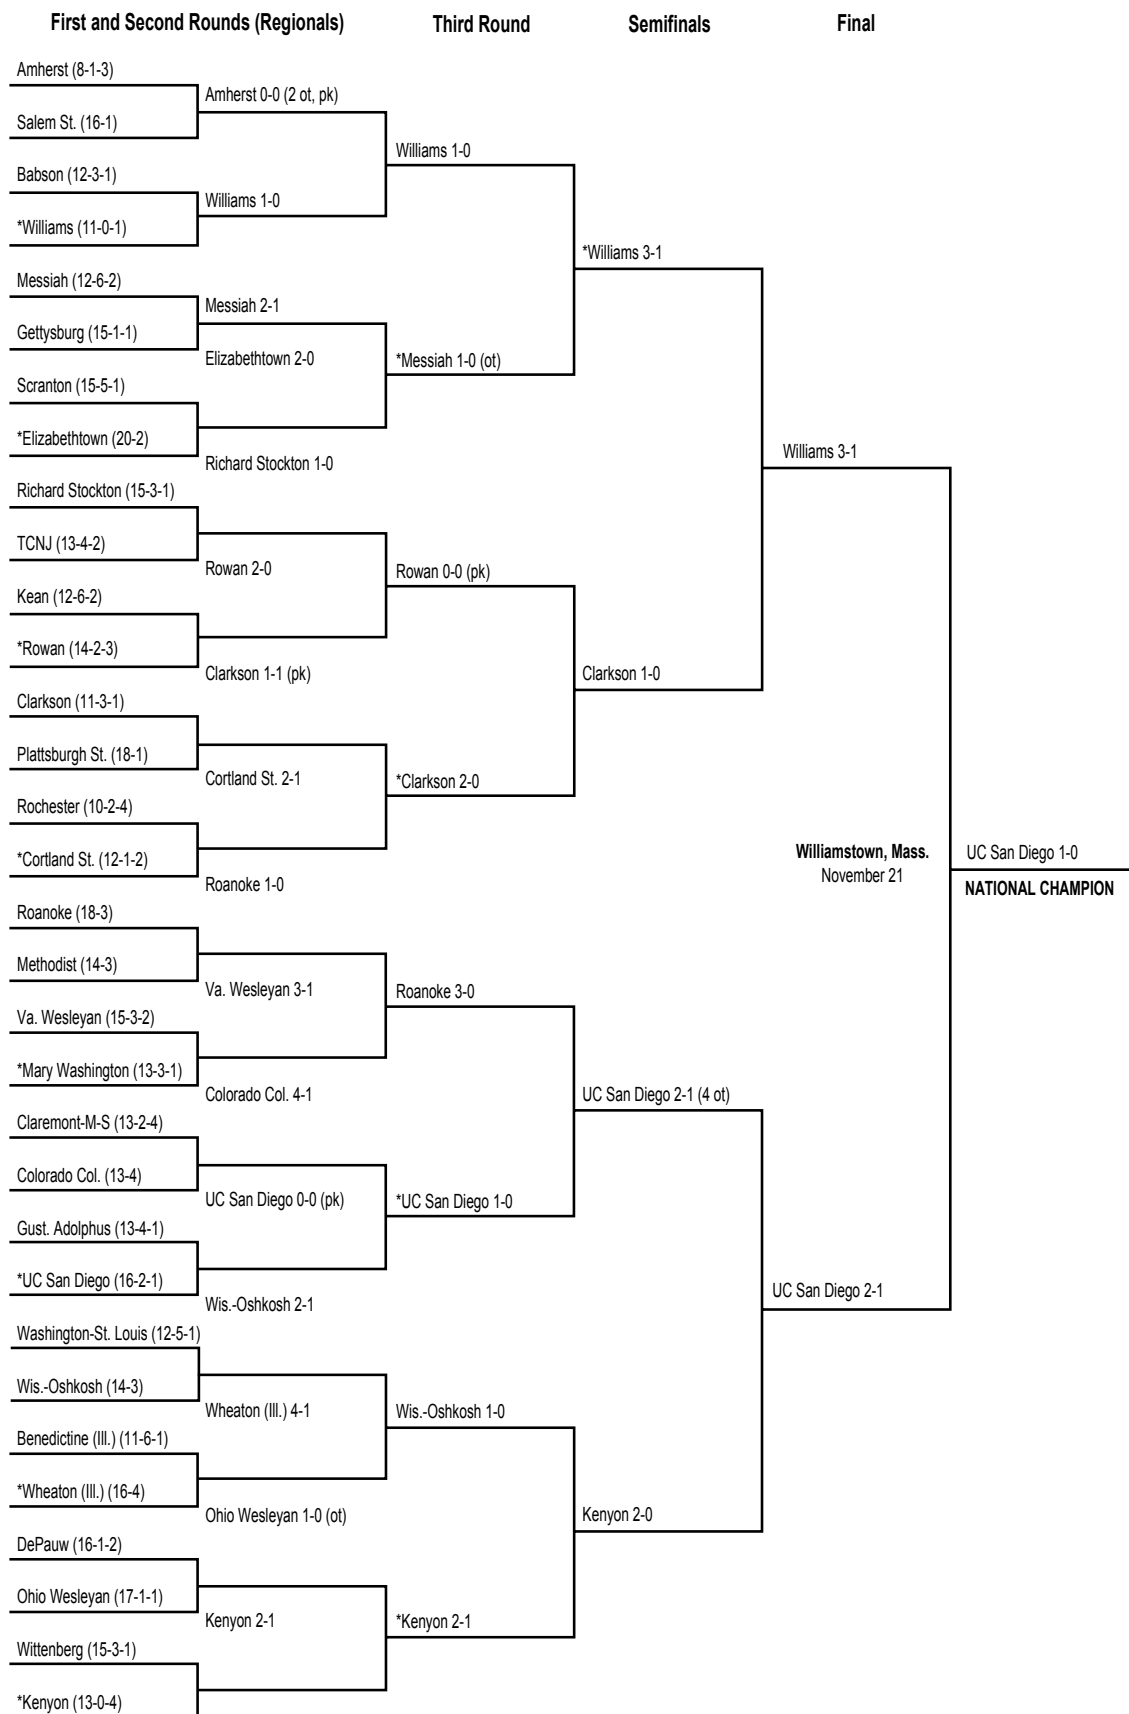 First and Second Rounds (Regionals)
Third Round
Semifinals
Final
Amherst (8-1-3)
Salem St. (16-1)
Babson (12-3-1)
*Williams (11-0-1)
Messiah (12-6-2)
Gettysburg (15-1-1)
Scranton (15-5-1)
*Elizabethtown (20-2)
Richard Stockton (15-3-1)
TCNJ (13-4-2)
Kean (12-6-2)
*Rowan (14-2-3)
Clarkson (11-3-1)
Plattsburgh St. (18-1)
Rochester (10-2-4)
*Cortland St. (12-1-2)
Roanoke (18-3)
Methodist (14-3)
Va. Wesleyan (15-3-2)
*Mary Washington (13-3-1)
Claremont-M-S (13-2-4)
Colorado Col. (13-4)
Gust. Adolphus (13-4-1)
*UC San Diego (16-2-1)
Washington-St. Louis (12-5-1)
Wis.-Oshkosh (14-3)
Benedictine (Ill.) (11-6-1)
*Wheaton (Ill.) (16-4)
DePauw (16-1-2)
Ohio Wesleyan (17-1-1)
Wittenberg (15-3-1)
*Kenyon (13-0-4)
Amherst 0-0 (2 ot, pk)
Williams 1-0
Messiah 2-1
Elizabethtown 2-0
Richard Stockton 1-0
Rowan 2-0
Clarkson 1-1 (pk)
Cortland St. 2-1
Roanoke 1-0
Va. Wesleyan 3-1
Colorado Col. 4-1
UC San Diego 0-0 (pk)
Wis.-Oshkosh 2-1
Wheaton (Ill.) 4-1
Ohio Wesleyan 1-0 (ot)
Kenyon 2-1
Williams 1-0
*Messiah 1-0 (ot)
Rowan 0-0 (pk)
*Clarkson 2-0
Roanoke 3-0
*UC San Diego 1-0
Wis.-Oshkosh 1-0
*Kenyon 2-1
*Williams 3-1
Clarkson 1-0
UC San Diego 2-1 (4 ot)
Kenyon 2-0
Williams 3-1
UC San Diego 2-1
Williamstown, Mass.
November 21
UC San Diego 1-0
NATIONAL CHAMPION